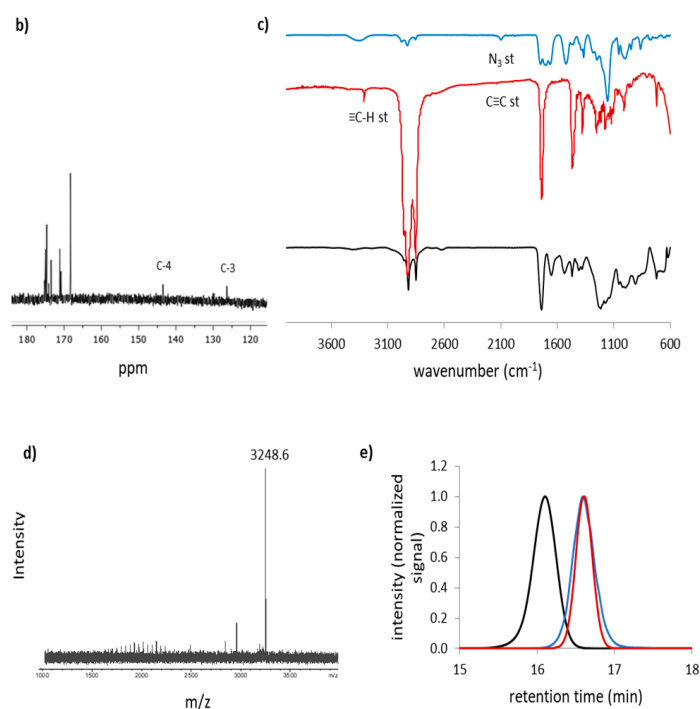 b)
C-4
C-3
180 170 160 150 140 130 120
ppm
c)
N3 st
≡C-H st
C≡C st
3600 3100 2600 2100 1600 1100 600
wavenumber (cm-1)
d)
3248.6
Intensity
1000 1500 2000 2500 3000 3500 m/z
m/z
e)
intensity (normalized
signal)
1.2
1.0
0.8
0.6
0.4
0.2
0.0
15 16 17 18
retention time (min)